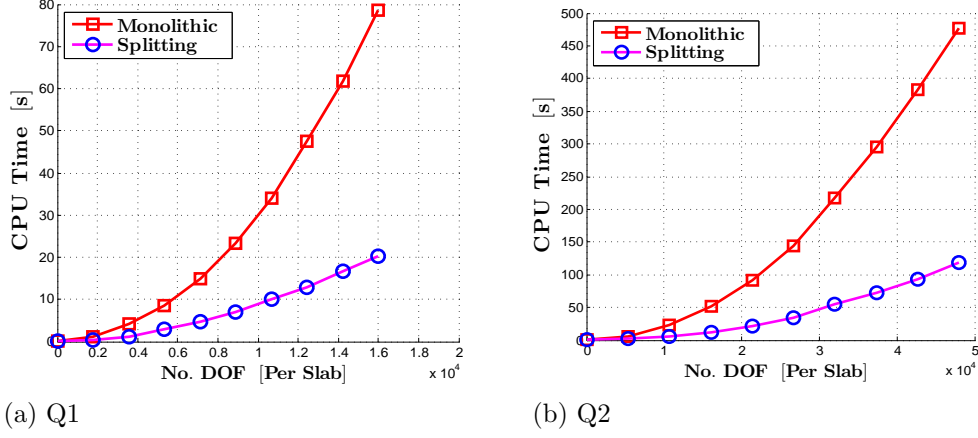 80
70
60
50
40
30
20
10
0
CPU Time [s]
Monolithic
Splitting
0 0.2 0.4 0.6 0.8 1 1.2 1.4 1.6 1.8 2
x 10^4
No. DOF [Per Slab]
(a) Q1
500
450
400
350
300
250
200
150
100
50
0
CPU Time [s]
Monolithic
Splitting
0 1 2 3 4 5
x 10^4
No. DOF [Per Slab]
(b) Q2